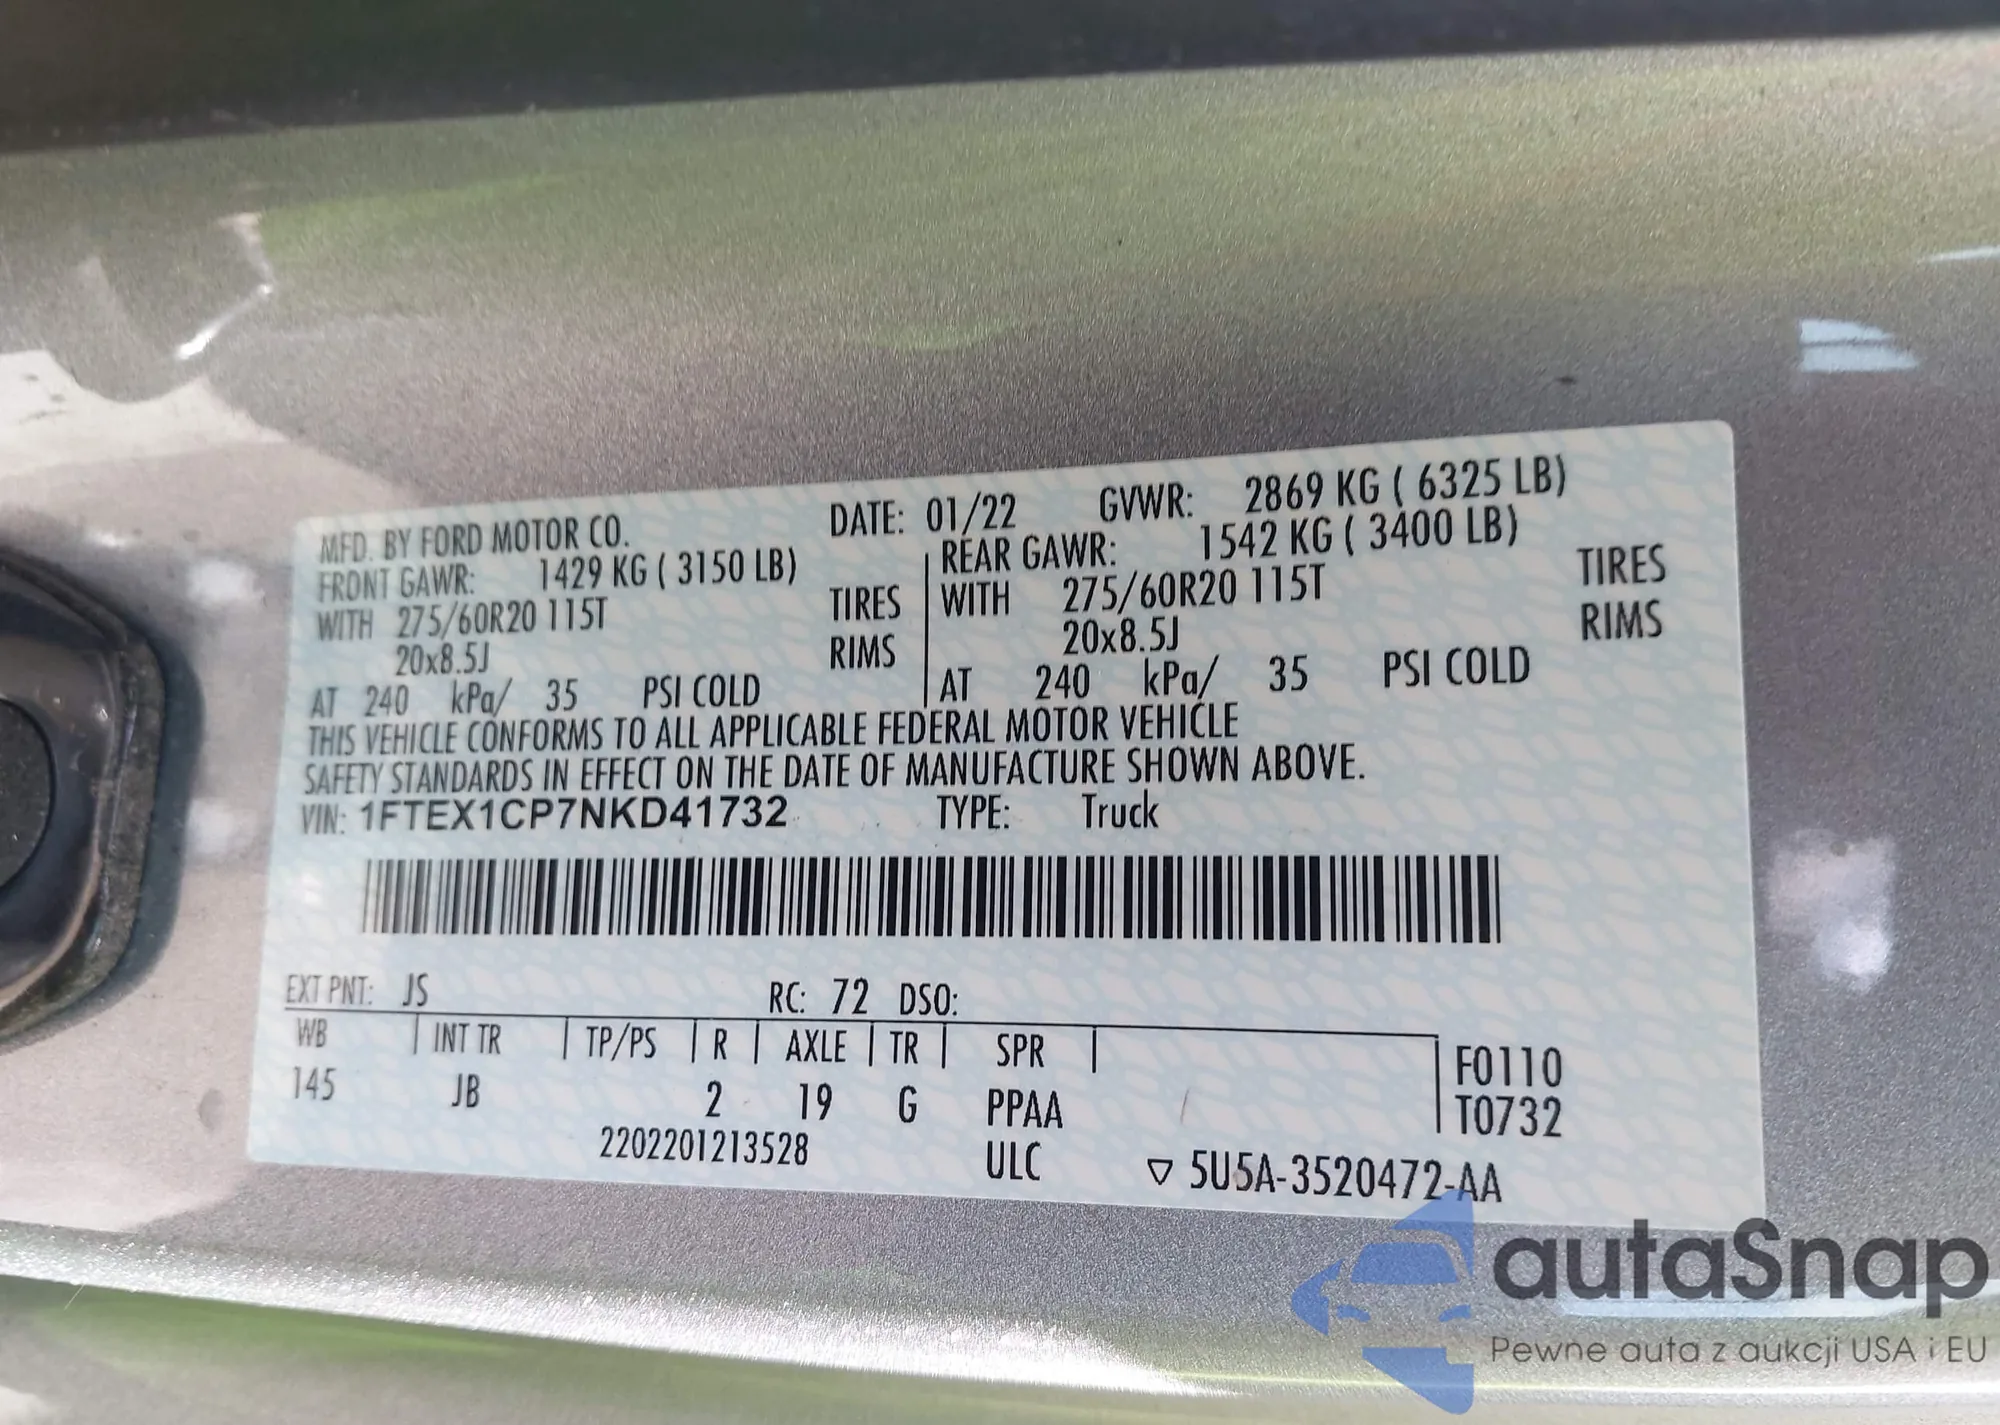 MFD. BY FORD MOTOR CO. DATE: 01/22 GVWR: 2869 KG ( 6325 LB)
FRONT GAWR: 1429 KG ( 3150 LB) REAR GAWR: 1542 KG ( 3400 LB)
WITH 275/60R20 115T TIRES WITH 275/60R20 115T TIRES
20x8.5J RIMS 20x8.5J RIMS
AT 240 kPa/ 35 PSI COLD AT 240 kPa/ 35 PSI COLD
THIS VEHICLE CONFORMS TO ALL APPLICABLE FEDERAL MOTOR VEHICLE
SAFETY STANDARDS IN EFFECT ON THE DATE OF MANUFACTURE SHOWN ABOVE.
VIN: 1FTEX1CP7NKD41732 TYPE: Truck
EXT PNT: JS RC: 72 DSO:
WB INT TR TP/PS R AXLE TR SPR F0110
145 JB 2 19 G PPAA T0732
2202201213528 ULC ▽ 5U5A-3520472-AA
autaSnap
Pewne auta z aukcji USA i EU